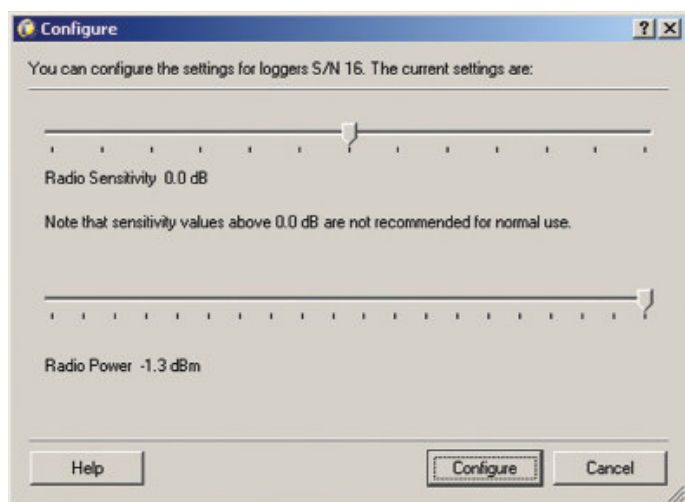 Configure
You can configure the settings for loggers S/N 16. The current settings are:
Radio Sensitivity 0.0 dB
Note that sensitivity values above 0.0 dB are not recommended for normal use.
Radio Power -1.3 dBm
Help
Configure
Cancel